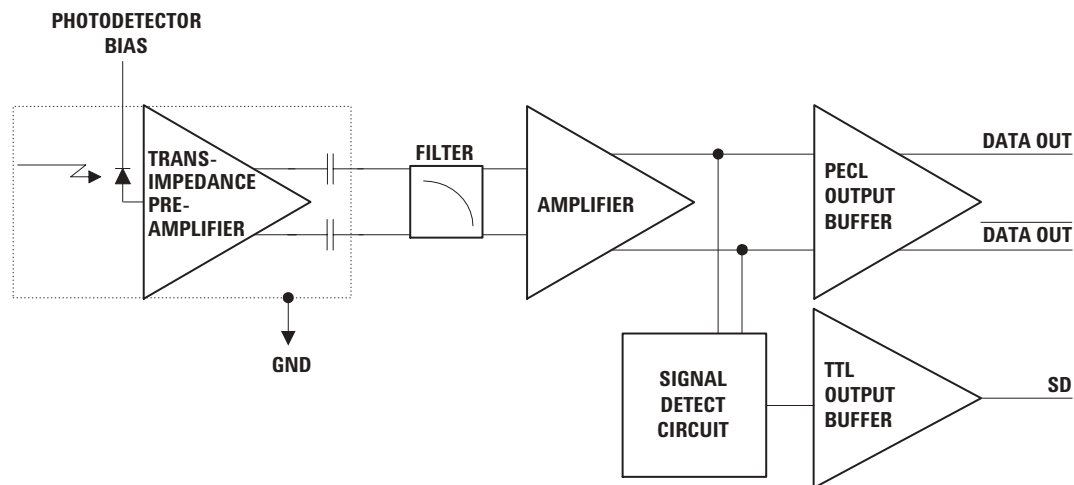 PHOTODETECTOR
BIAS
TRANS-
IMPEDANCE
PRE-
AMPLIFIER
GND
FILTER
AMPLIFIER
PECL
OUTPUT
BUFFER
DATA OUT
DATA OUT
SIGNAL
DETECT
CIRCUIT
TTL
OUTPUT
BUFFER
SD